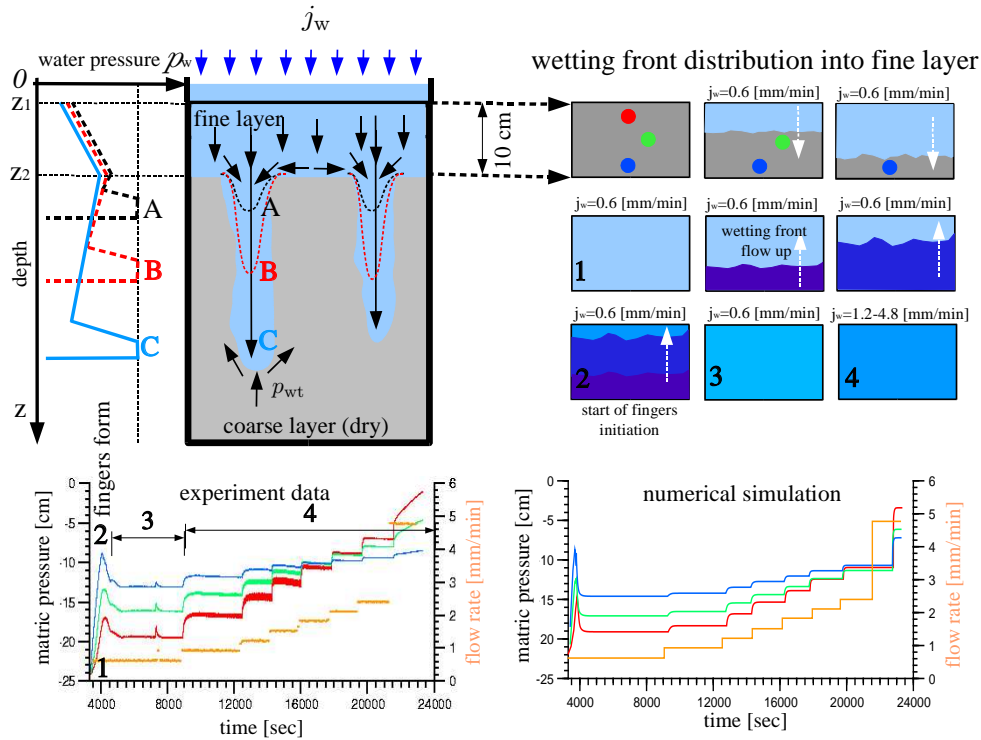 j_w
water pressure p_w
0
z1
z2
depth
z
fine layer
A
B
C
A
B
C
p_wt
coarse layer (dry)
10 cm
wetting front distribution into fine layer
j_w=0.6 [mm/min] j_w=0.6 [mm/min]
j_w=0.6 [mm/min] j_w=0.6 [mm/min] j_w=0.6 [mm/min]
1
wetting front
flow up
j_w=0.6 [mm/min] j_w=0.6 [mm/min] j_w=1.2-4.8 [mm/min]
2 3 4
start of fingers
initiation
fingers form
experiment data
2 3 4
1
matric pressure [cm]
0
-5
-10
-15
-20
-25
4000 8000 12000 16000 20000 24000
time [sec]
6
5
4
3
2
1
0
flow rate [mm/min]
numerical simulation
matric pressure [cm]
0
-5
-10
-15
-20
-25
4000 8000 12000 16000 20000 24000
time [sec]
6
5
4
3
2
1
0
flow rate [mm/min]